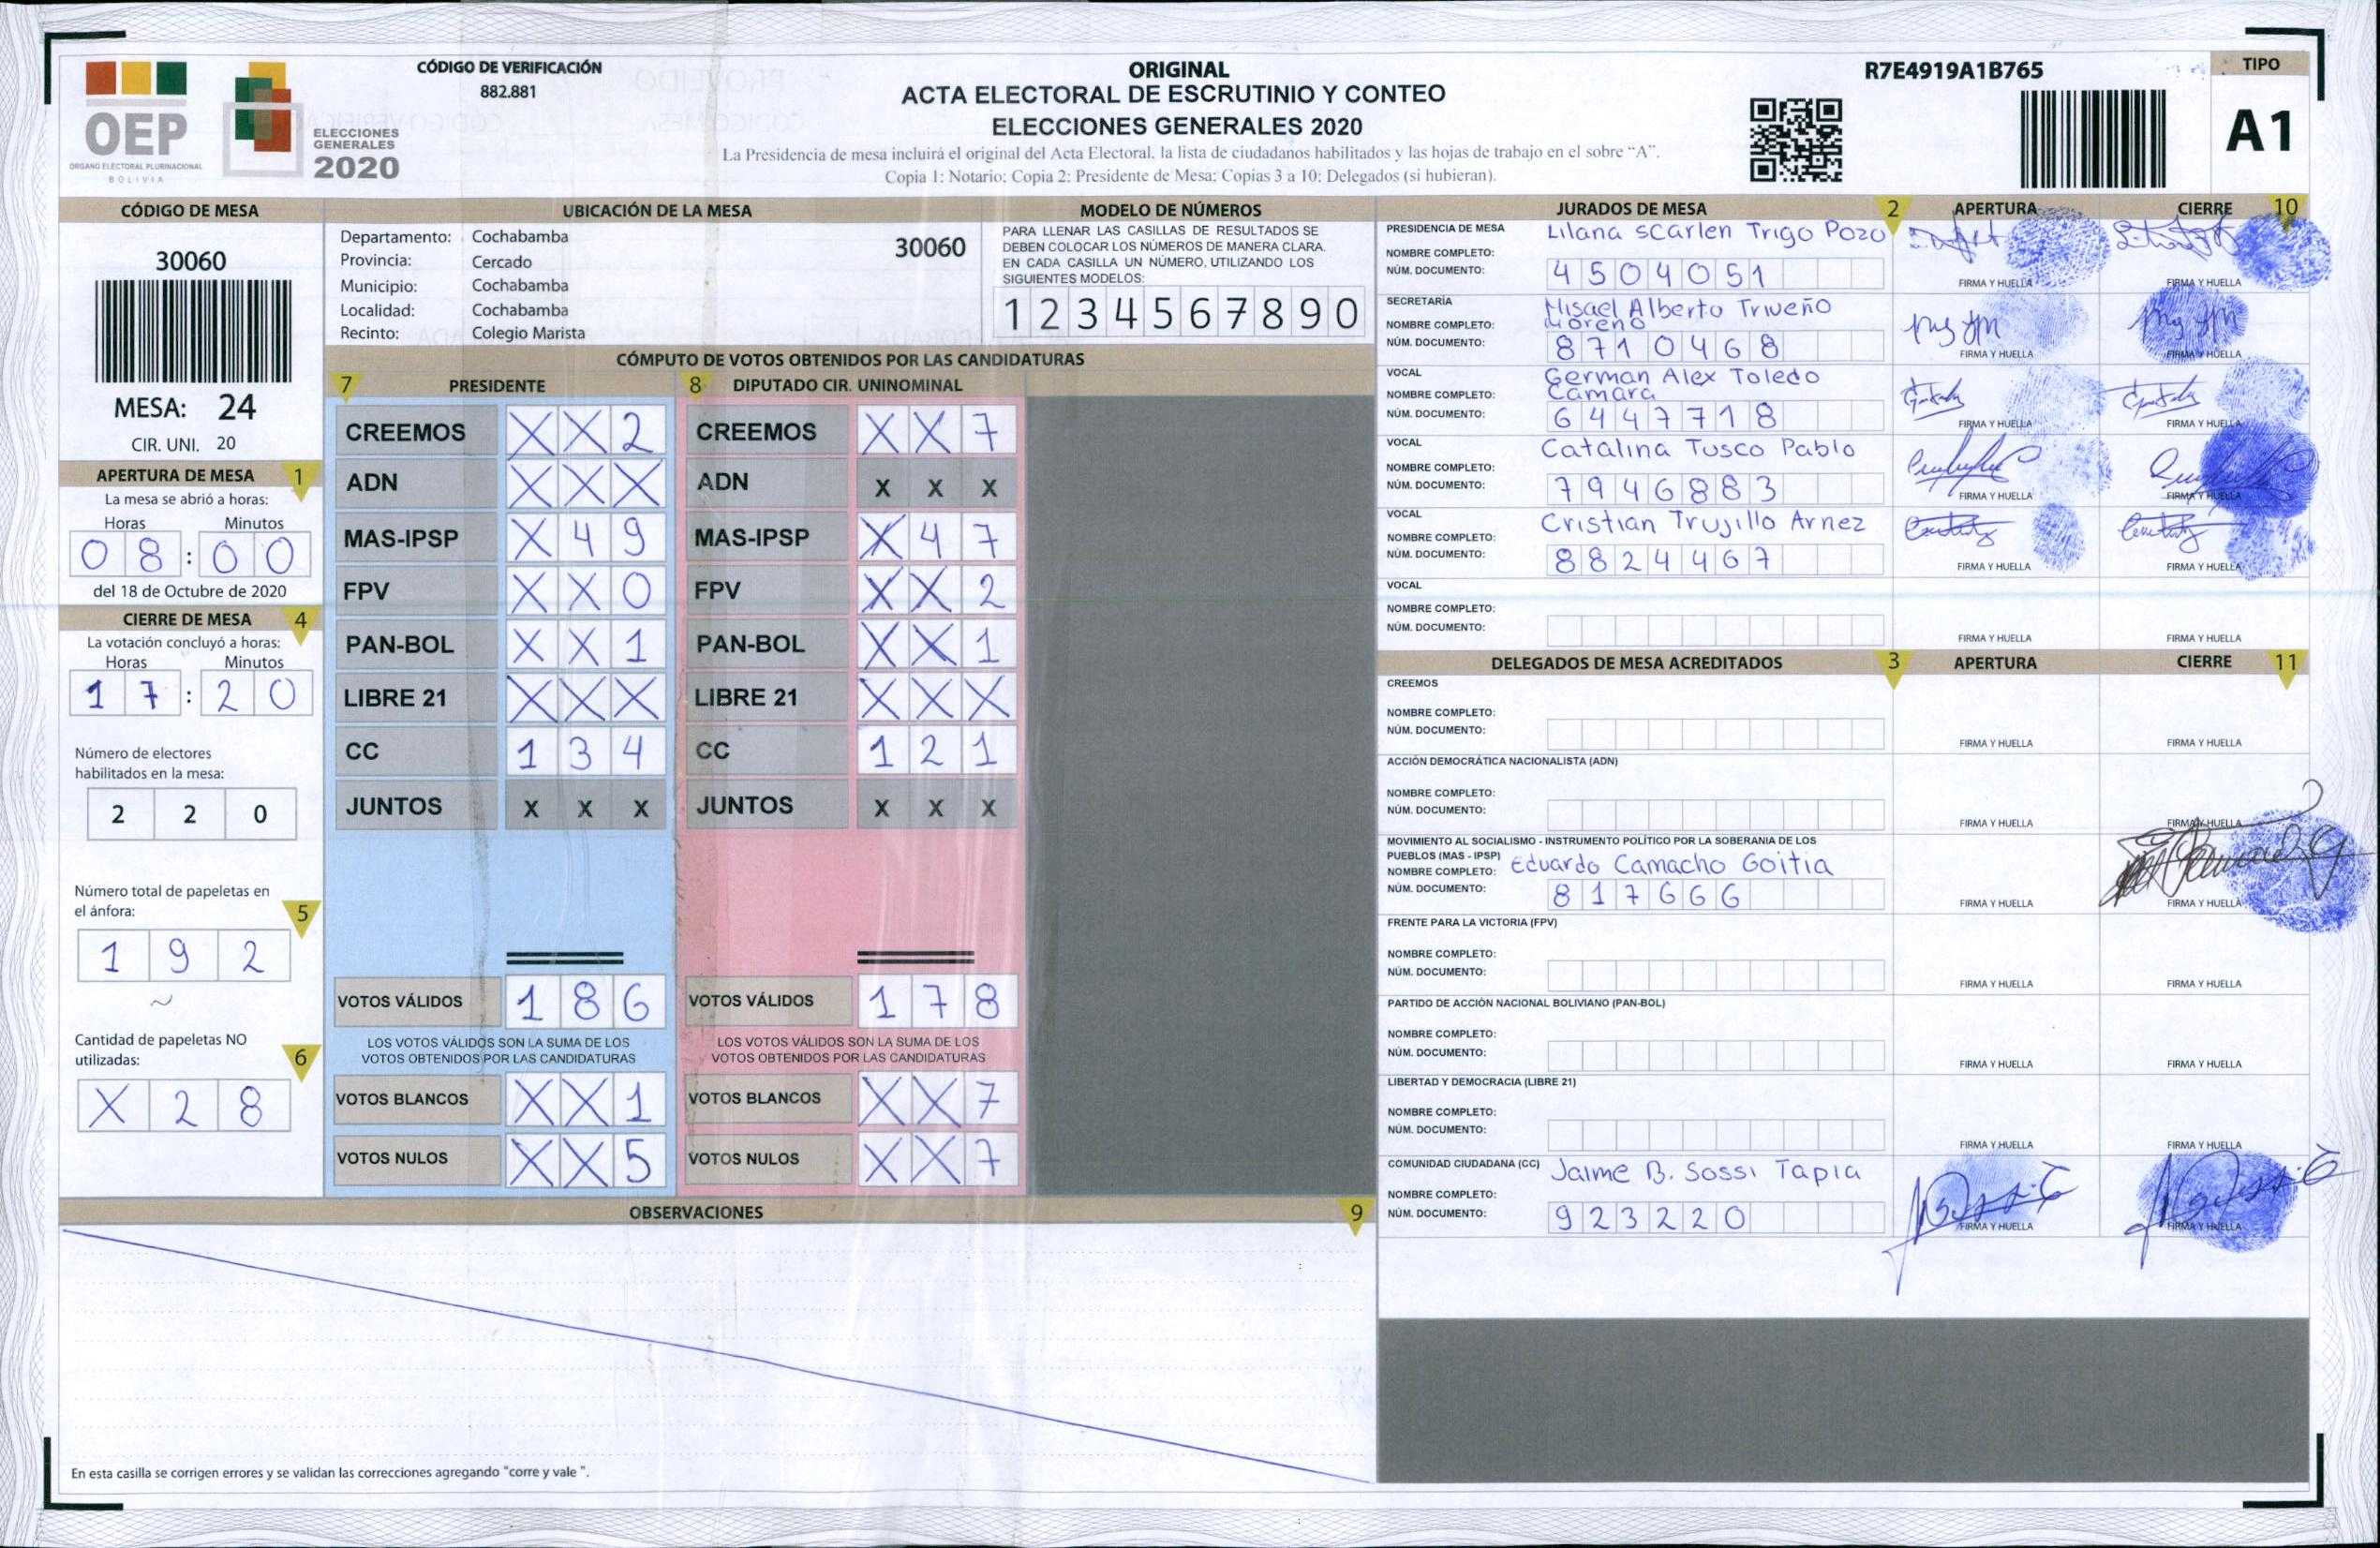 OEP
ORGANO ELECTORAL PLURINACIONAL
BOLIVIA
ELECCIONES
GENERALES
2020
CÓDIGO DE VERIFICACIÓN
882.881
ORIGINAL
ACTA ELECTORAL DE ESCRUTINIO Y CONTEO
ELECCIONES GENERALES 2020
La Presidencia de mesa incluirá el original del Acta Electoral, la lista de ciudadanos habilitados y las hojas de trabajo en el sobre “A”.
Copia 1: Notario; Copia 2: Presidente de Mesa; Copias 3 a 10: Delegados (si hubieran).
R7E4919A1B765
TIPO
A1
CÓDIGO DE MESA
30060
MESA: 24
CIR. UNI. 20
APERTURA DE MESA 1
La mesa se abrió a horas:
Horas Minutos
08:00
del 18 de Octubre de 2020
CIERRE DE MESA 4
La votación concluyó a horas:
Horas Minutos
17:20
Número de electores
habilitados en la mesa:
2 2 0
Número total de papeletas en
el ánfora: 5
1 9 2
Cantidad de papeletas NO
utilizadas: 6
X 2 8
UBICACIÓN DE LA MESA
Departamento: Cochabamba 30060
Provincia: Cercado
Municipio: Cochabamba
Localidad: Cochabamba
Recinto: Colegio Marista
MODELO DE NÚMEROS
PARA LLENAR LAS CASILLAS DE RESULTADOS SE
DEBEN COLOCAR LOS NÚMEROS DE MANERA CLARA.
EN CADA CASILLA UN NÚMERO, UTILIZANDO LOS
SIGUIENTES MODELOS:
1 2 3 4 5 6 7 8 9 0
CÓMPUTO DE VOTOS OBTENIDOS POR LAS CANDIDATURAS
7 PRESIDENTE
CREEMOS X X 2
ADN X X X
MAS-IPSP X 4 9
FPV X X 0
PAN-BOL X X 1
LIBRE 21 X X X
CC 1 3 4
JUNTOS X X X
VOTOS VÁLIDOS 1 8 6
LOS VOTOS VÁLIDOS SON LA SUMA DE LOS
VOTOS OBTENIDOS POR LAS CANDIDATURAS
VOTOS BLANCOS X X 1
VOTOS NULOS X X 5
8 DIPUTADO CIR. UNINOMINAL
CREEMOS X X 7
ADN X X X
MAS-IPSP X 4 7
FPV X X 2
PAN-BOL X X 1
LIBRE 21 X X X
CC 1 2 1
JUNTOS X X X
VOTOS VÁLIDOS 1 7 8
LOS VOTOS VÁLIDOS SON LA SUMA DE LOS
VOTOS OBTENIDOS POR LAS CANDIDATURAS
VOTOS BLANCOS X X 7
VOTOS NULOS X X 7
OBSERVACIONES 9
En esta casilla se corrigen errores y se validan las correcciones agregando "corre y vale ".
JURADOS DE MESA 2 APERTURA CIERRE 10
PRESIDENCIA DE MESA Lilana Scarlen Trigo Pozo
NOMBRE COMPLETO:
NÚM. DOCUMENTO: 4504051
FIRMA Y HUELLA FIRMA Y HUELLA
SECRETARÍA Misael Alberto Triveño
NOMBRE COMPLETO: Moreno
NÚM. DOCUMENTO: 8710468
FIRMA Y HUELLA FIRMA Y HUELLA
VOCAL German Alex Toledo
NOMBRE COMPLETO: Camara
NÚM. DOCUMENTO: 6447718
FIRMA Y HUELLA FIRMA Y HUELLA
VOCAL Catalina Tusco Pablo
NOMBRE COMPLETO:
NÚM. DOCUMENTO: 7946883
FIRMA Y HUELLA FIRMA Y HUELLA
VOCAL Cristian Trujillo Arnez
NOMBRE COMPLETO:
NÚM. DOCUMENTO: 8824467
FIRMA Y HUELLA FIRMA Y HUELLA
VOCAL
NOMBRE COMPLETO:
NÚM. DOCUMENTO:
FIRMA Y HUELLA FIRMA Y HUELLA
DELEGADOS DE MESA ACREDITADOS 3 APERTURA CIERRE 11
CREEMOS
NOMBRE COMPLETO:
NÚM. DOCUMENTO:
FIRMA Y HUELLA FIRMA Y HUELLA
ACCIÓN DEMOCRÁTICA NACIONALISTA (ADN)
NOMBRE COMPLETO:
NÚM. DOCUMENTO:
FIRMA Y HUELLA FIRMA Y HUELLA
MOVIMIENTO AL SOCIALISMO - INSTRUMENTO POLÍTICO POR LA SOBERANIA DE LOS
PUEBLOS (MAS - IPSP) Eduardo Camacho Goitia
NOMBRE COMPLETO:
NÚM. DOCUMENTO: 817666
FIRMA Y HUELLA FIRMA Y HUELLA
FRENTE PARA LA VICTORIA (FPV)
NOMBRE COMPLETO:
NÚM. DOCUMENTO:
FIRMA Y HUELLA FIRMA Y HUELLA
PARTIDO DE ACCIÓN NACIONAL BOLIVIANO (PAN-BOL)
NOMBRE COMPLETO:
NÚM. DOCUMENTO:
FIRMA Y HUELLA FIRMA Y HUELLA
LIBERTAD Y DEMOCRACIA (LIBRE 21)
NOMBRE COMPLETO:
NÚM. DOCUMENTO:
FIRMA Y HUELLA FIRMA Y HUELLA
COMUNIDAD CIUDADANA (CC) Jaime B. Sossi Tapia
NOMBRE COMPLETO:
NÚM. DOCUMENTO: 923220
FIRMA Y HUELLA FIRMA Y HUELLA